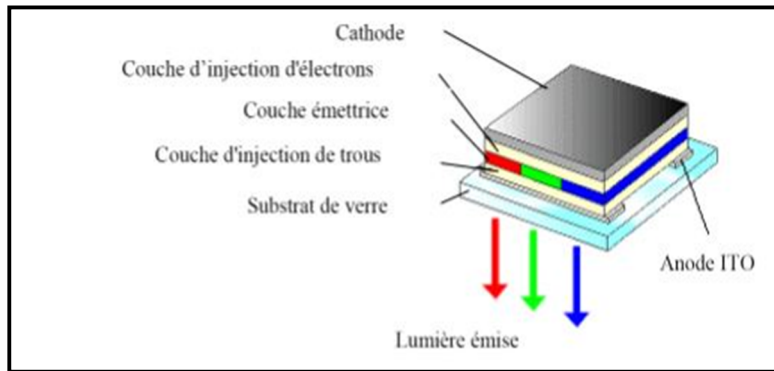 Cathode
Couche d’injection d'électrons
Couche émettrice
Couche d'injection de trous
Substrat de verre
Anode ITO
Lumière émise